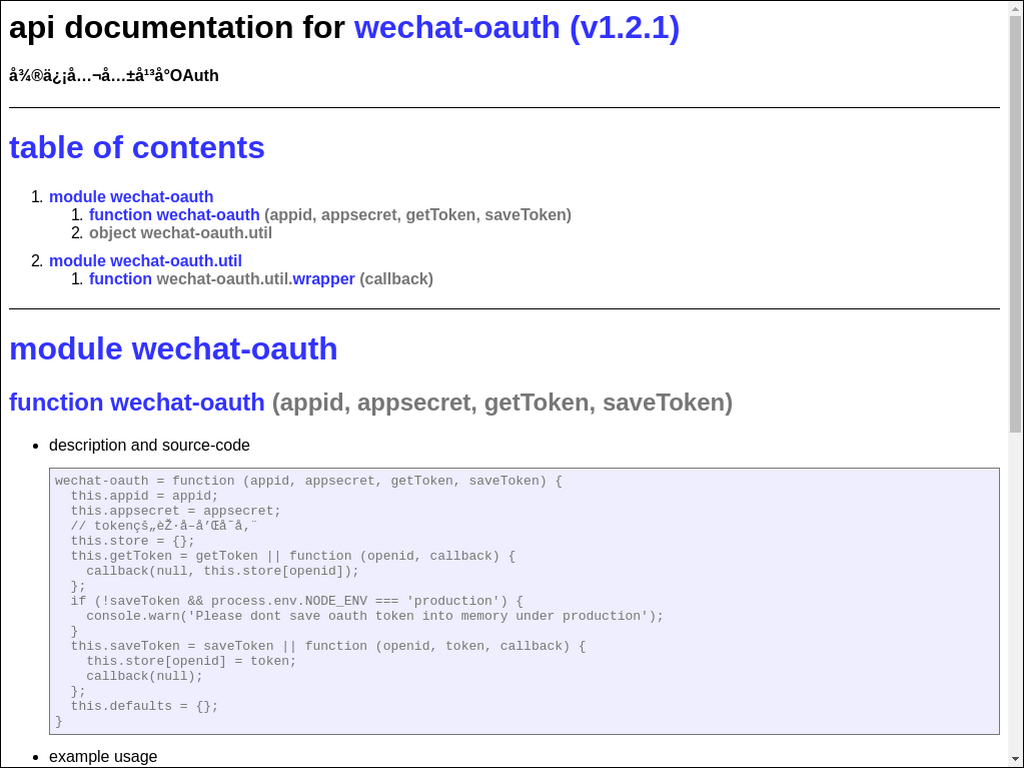 api documentation for wechat-oauth (v1.2.1)
å¾®ä¿¡å…¬å…±å¹³å°OAuth
table of contents
1. module wechat-oauth
1. function wechat-oauth (appid, appsecret, getToken, saveToken)
2. object wechat-oauth.util
2. module wechat-oauth.util
1. function wechat-oauth.util.wrapper (callback)
module wechat-oauth
function wechat-oauth (appid, appsecret, getToken, saveToken)
• description and source-code
wechat-oauth = function (appid, appsecret, getToken, saveToken) {
  this.appid = appid;
  this.appsecret = appsecret;
  // tokençš„èŽ·å–å’Œå­˜å‚¨
  this.store = {};
  this.getToken = getToken || function (openid, callback) {
    callback(null, this.store[openid]);
  };
  if (!saveToken && process.env.NODE_ENV === 'production') {
    console.warn('Please dont save oauth token into memory under production');
  }
  this.saveToken = saveToken || function (openid, token, callback) {
    this.store[openid] = token;
    callback(null);
  };
  this.defaults = {};
}
• example usage